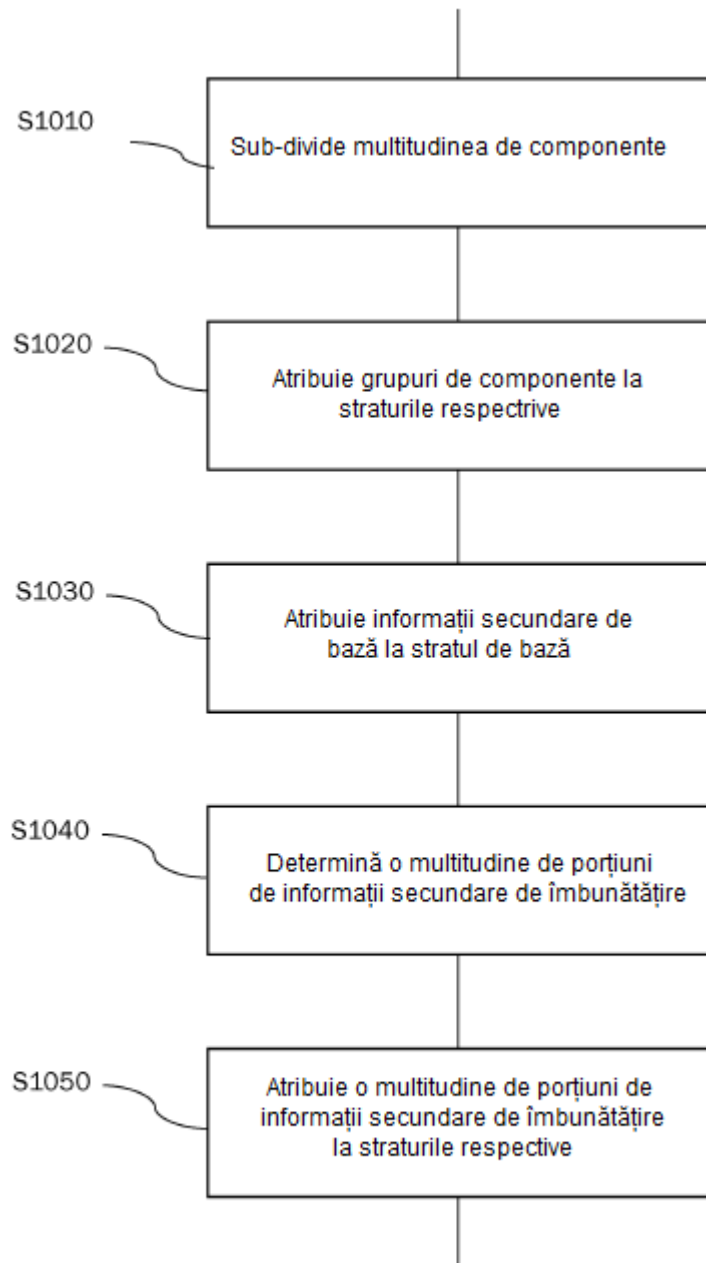 S1010
Sub-divide multitudinea de componente
S1020
Atribuie grupuri de componente la
straturile respectrive
S1030
Atribuie informații secundare de
bază la stratul de bază
S1040
Determină o multitudine de porțiuni
de informații secundare de îmbunătățire
S1050
Atribuie o multitudine de porțiuni de
informații secundare de îmbunătățire
la straturile respective